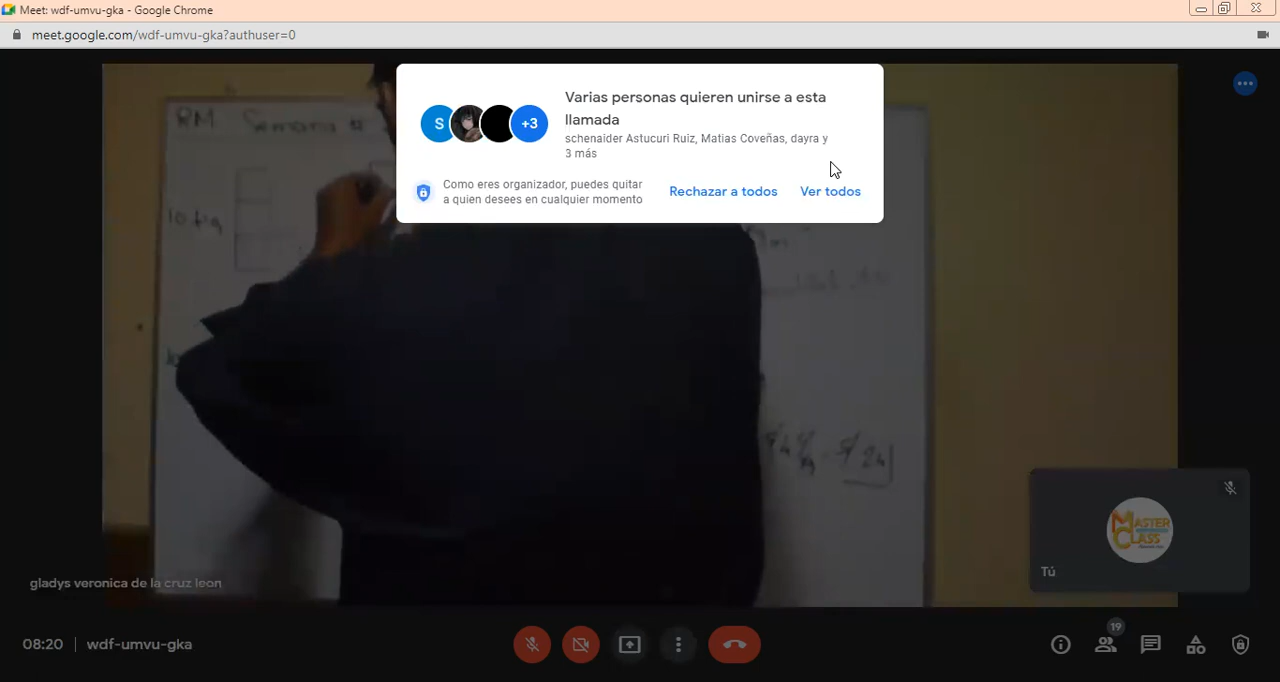 Meet: wdf-umvu-gka - Google Chrome
meet.google.com/wdf-umvu-gka?authuser=0
Varias personas quieren unirse a esta
llamada
schenaider Astucuri Ruiz, Matias Coveñas, dayra y
3 más
S
+3
Como eres organizador, puedes quitar
a quien desees en cualquier momento
Rechazar a todos
Ver todos
RM Semana
MASTER
CLASS
Tú
gladys veronica de la cruz leon
08:20 | wdf-umvu-gka
19